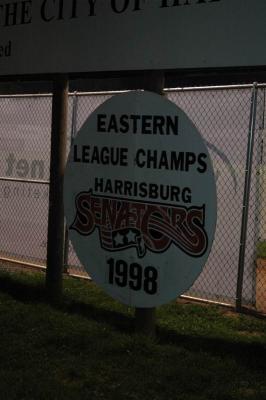 THE CITY OF HA
ed
EASTERN
LEAGUE CHAMPS
HARRISBURG
SENATORS
1998
net